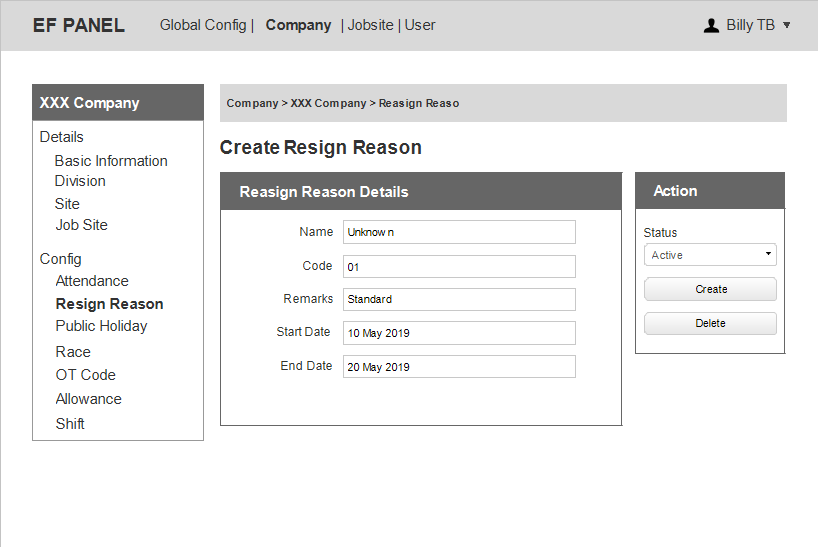 EF PANEL Global Config | Company | Jobsite | User Billy TB
XXX Company
Details
Basic Information
Division
Site
Job Site
Config
Attendance
Resign Reason
Public Holiday
Race
OT Code
Allowance
Shift
Company > XXX Company > Reasign Reaso
Create Resign Reason
Reasign Reason Details
Name Unknown
Code 01
Remarks Standard
Start Date 10 May 2019
End Date 20 May 2019
Action
Status
Active
Create
Delete